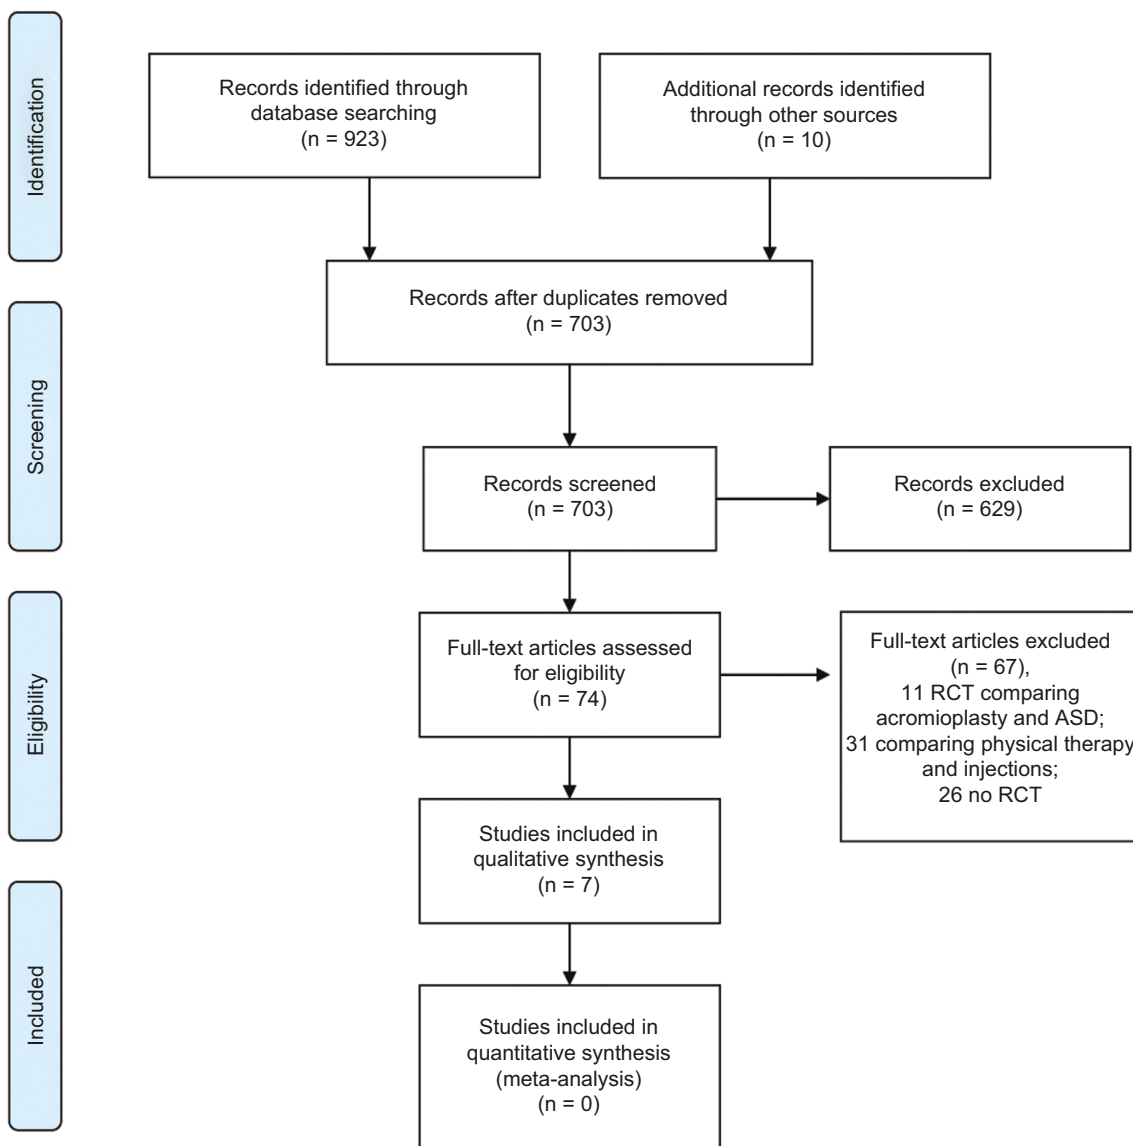 Identification
Records identified through
database searching
(n = 923)
Additional records identified
through other sources
(n = 10)
Records after duplicates removed
(n = 703)
Screening
Records screened
(n = 703)
Records excluded
(n = 629)
Eligibility
Full-text articles assessed
for eligibility
(n = 74)
Full-text articles excluded
(n = 67),
11 RCT comparing
acromioplasty and ASD;
31 comparing physical therapy
and injections;
26 no RCT
Studies included in
qualitative synthesis
(n = 7)
Included
Studies included in
quantitative synthesis
(meta-analysis)
(n = 0)